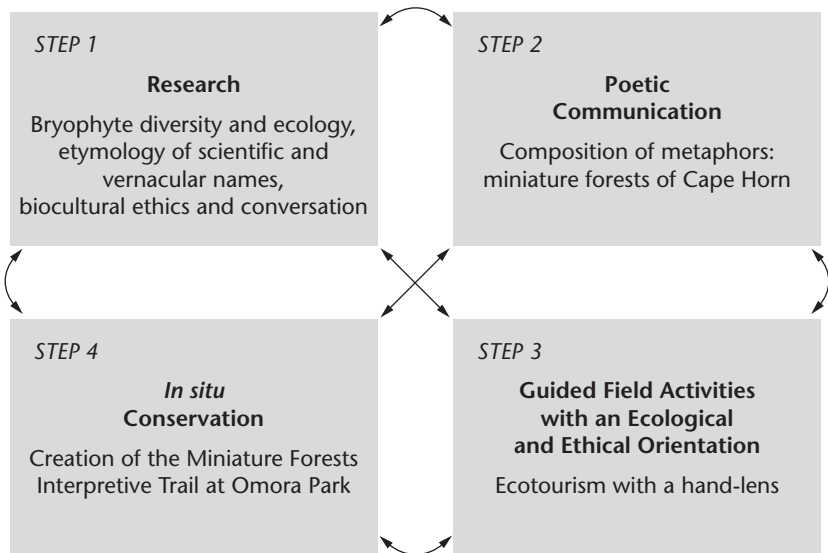 STEP 1
Research
Bryophyte diversity and ecology,
etymology of scientific and
vernacular names,
biocultural ethics and conversation
STEP 2
Poetic
Communication
Composition of metaphors:
miniature forests of Cape Horn
STEP 4
In situ
Conservation
Creation of the Miniature Forests
Interpretive Trail at Omora Park
STEP 3
Guided Field Activities
with an Ecological
and Ethical Orientation
Ecotourism with a hand-lens